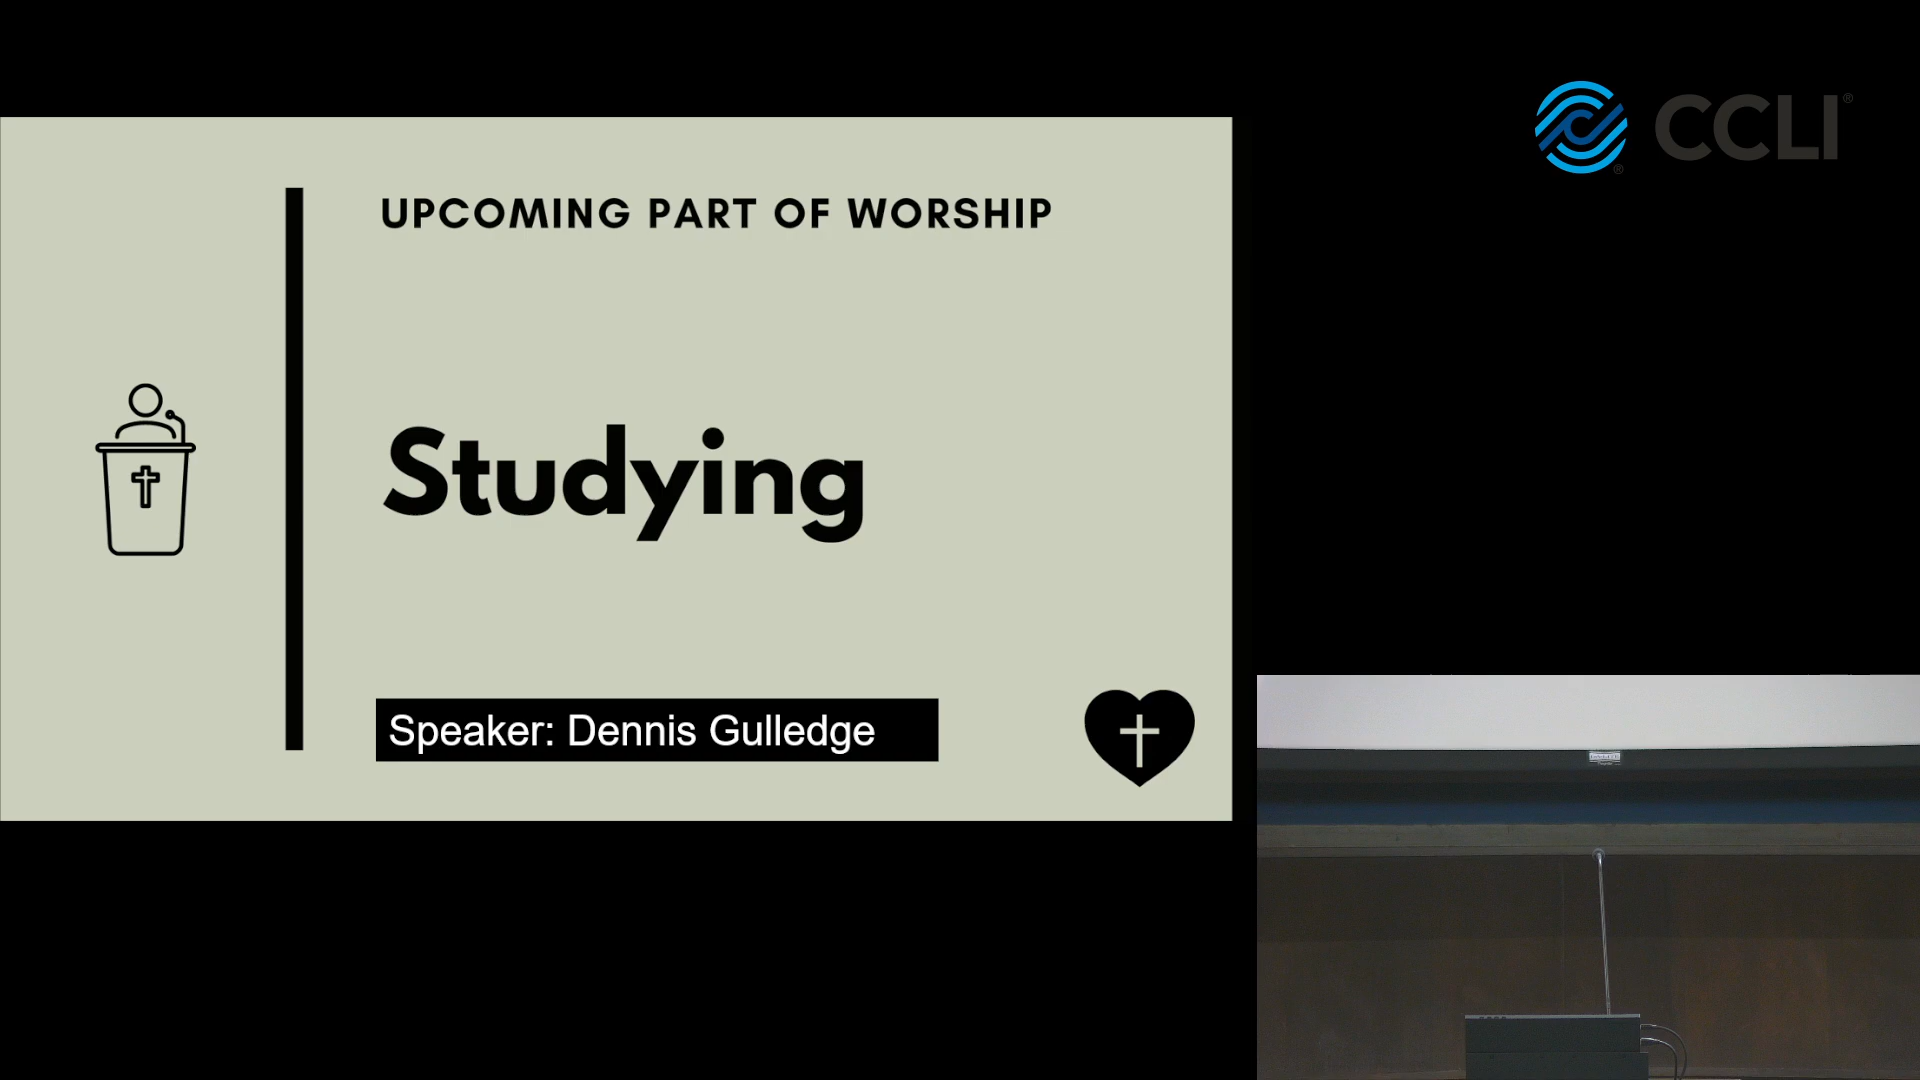 UPCOMING PART OF WORSHIP
Studying
Speaker: Dennis Gulledge
CCLI®
®